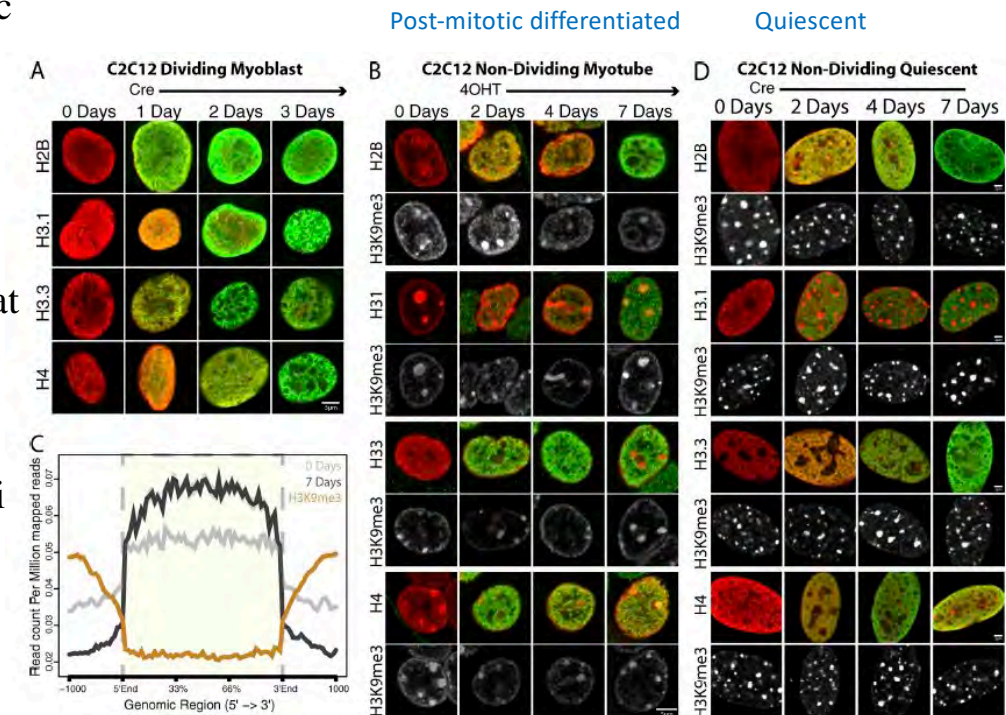 c
Post-mitotic differentiated
Quiescent
A
C2C12 Dividing Myoblast
Cre
0 Days 1 Day 2 Days 3 Days
H2B
H3.1
H3.3
H4
5µm
B
C2C12 Non-Dividing Myotube
4OHT
0 Days 2 Days 4 Days 7 Days
H2B
H3K9me3
H31
H3K9me3
H33
H3K9me3
H4
H3K9me3
D
C2C12 Non-Dividing Quiescent
Cre
0 Days 2 Days 4 Days 7 Days
H2B
H3K9me3
H3.1
H3K9me3
H3.3
H3K9me3
H4
H3K9me3
at
i
C
Read count Per Million mapped reads
0.07
0.06
0.05
0.04
0.03
0.02
0 Days
7 Days
H3K9me3
-1000 5'End 33% 66% 3'End 1000
Genomic Region (5' -> 3')